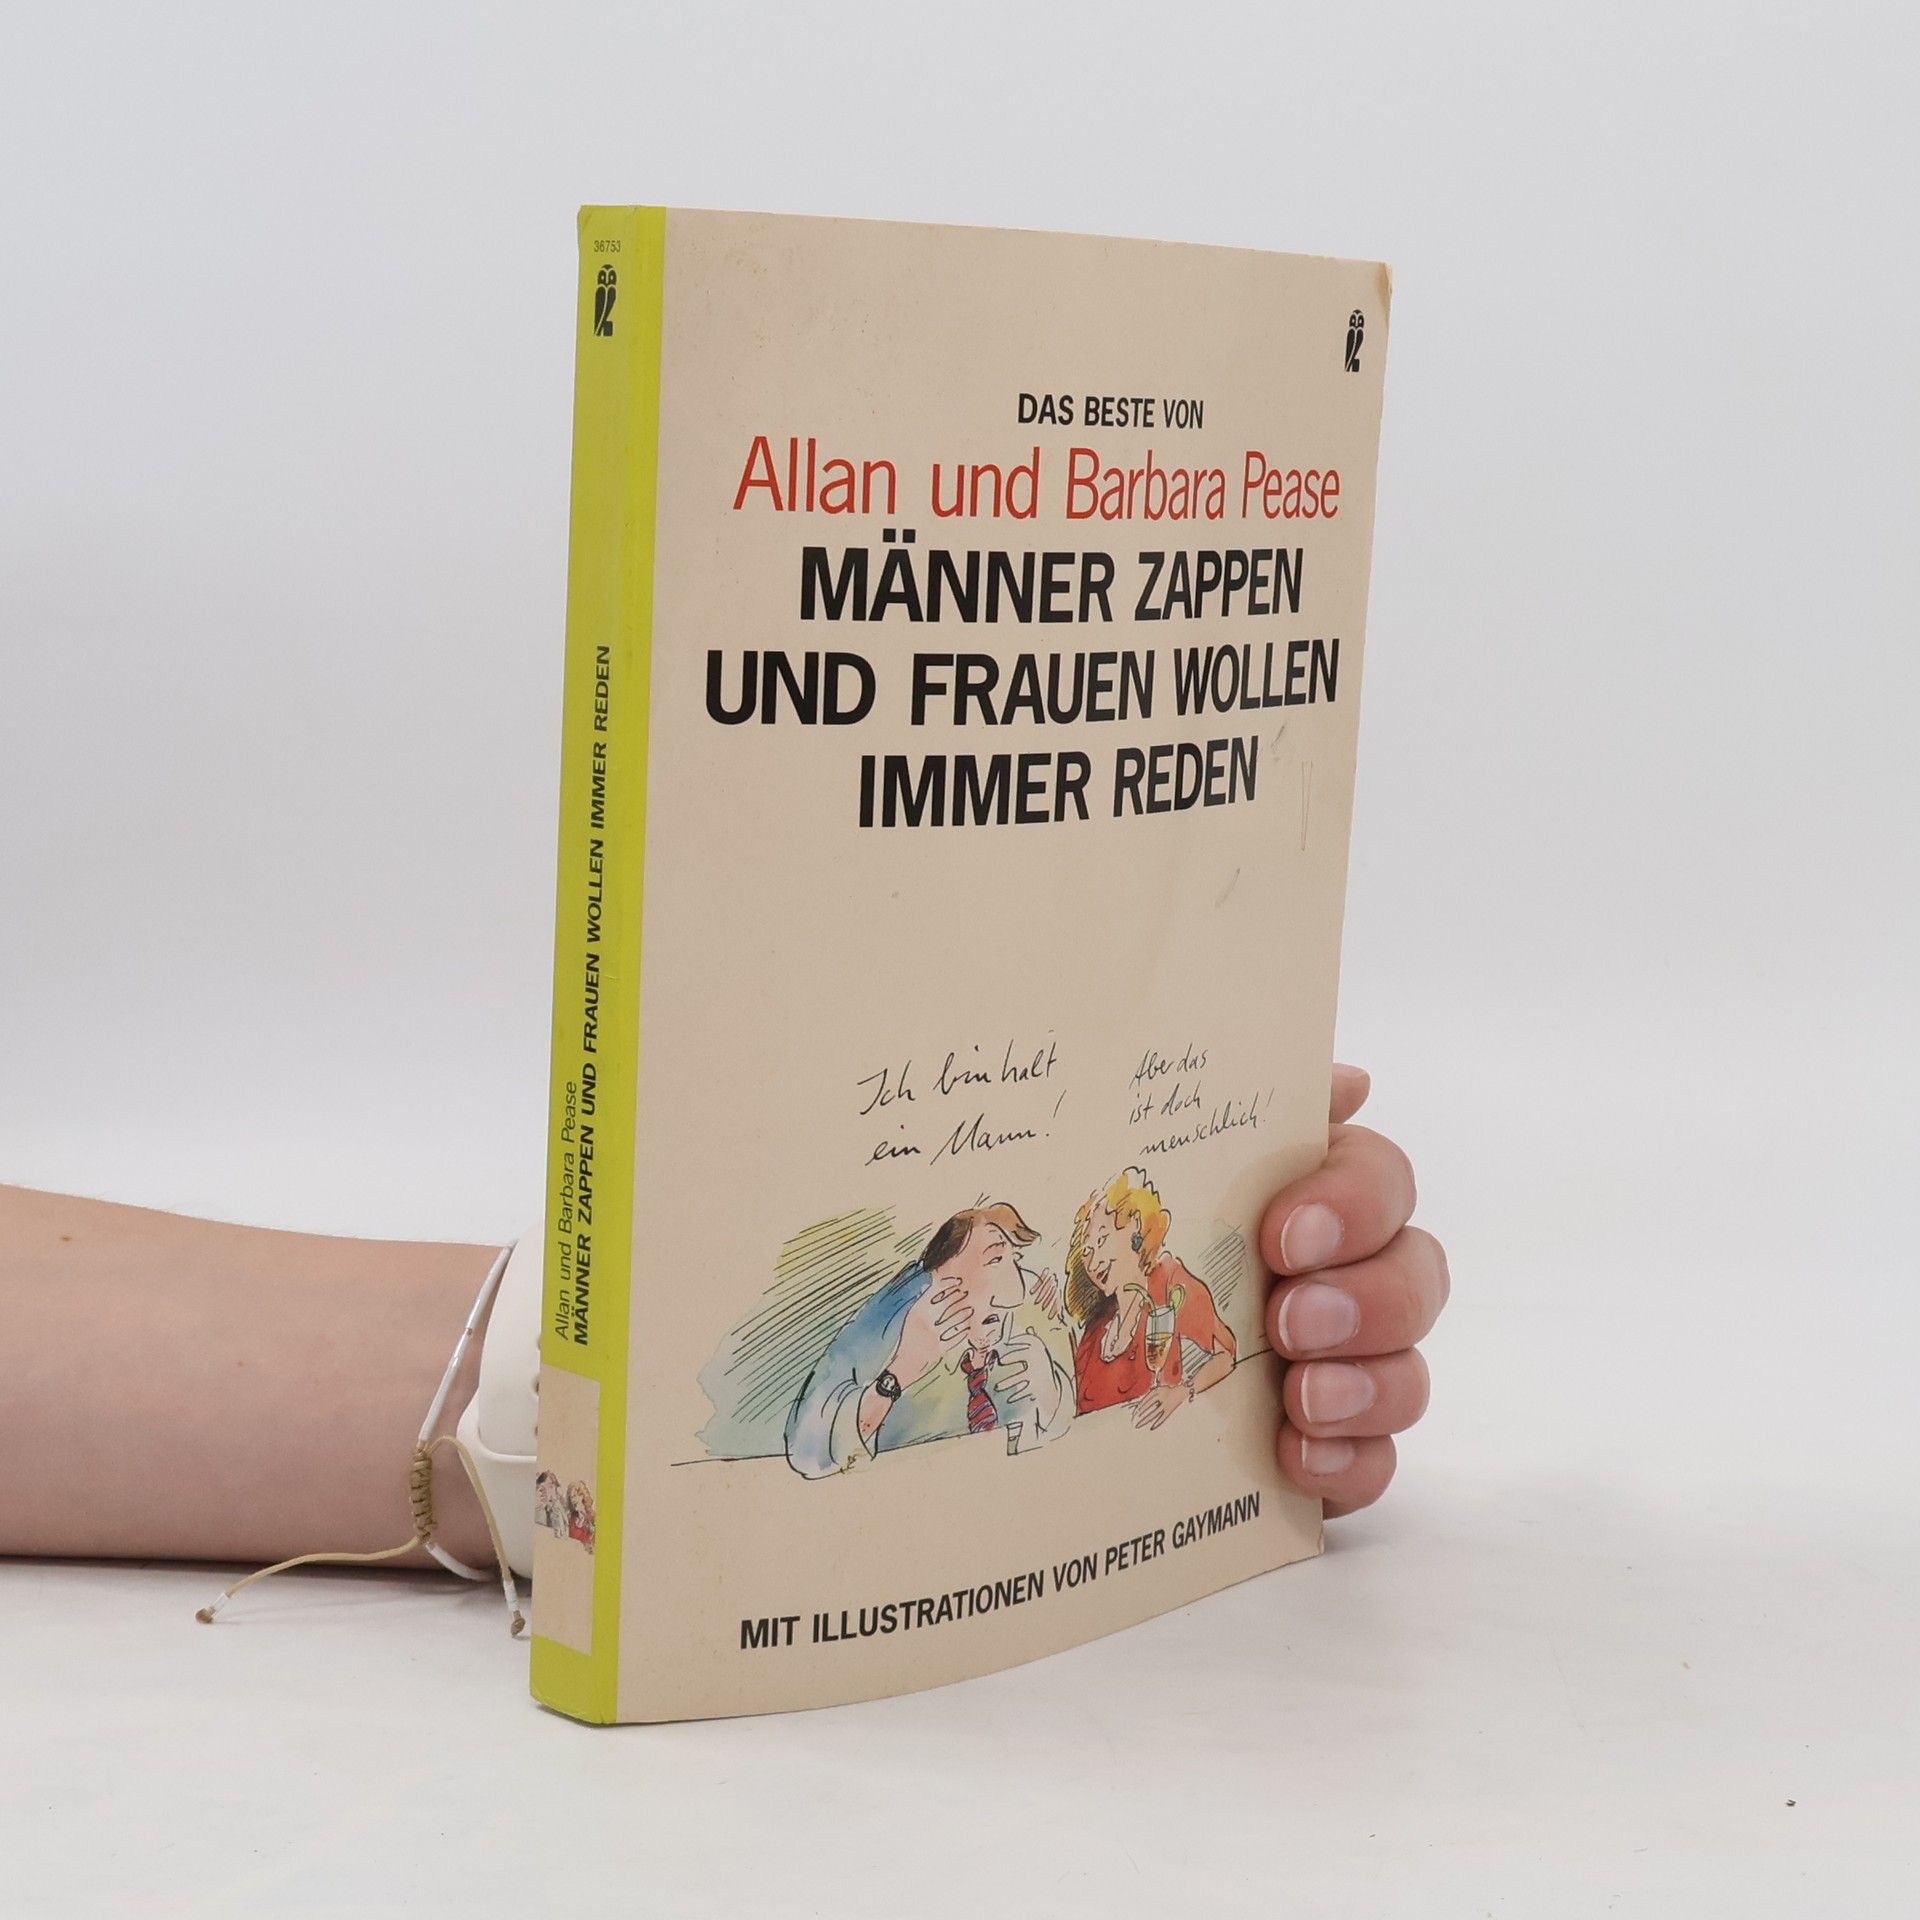 36753
Allan und Barbara Pease
MÄNNER ZAPPEN UND FRAUEN WOLLEN IMMER REDEN
DAS BESTE VON
Allan und Barbara Pease
MÄNNER ZAPPEN
UND FRAUEN WOLLEN
IMMER REDEN
Ich bin halt
ein Mann!
Aber das
ist doch
menschlich!
MIT ILLUSTRATIONEN VON PETER GAYMANN